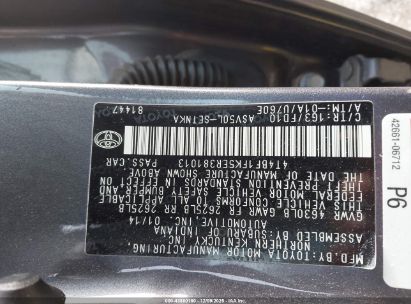 MFD. BY:
TOYOTA MOTOR MANUFACTURING
NORTHERN KENTUCKY / INDIANA
ASSEMBLED BY: SUBARU OF INDIANA
AUTOMOTIVE, INC. 01/14
GVWR 4630LB GAWR FR 2625LB RR 2625LB
THIS VEHICLE CONFORMS TO ALL APPLICABLE
FEDERAL MOTOR VEHICLE SAFETY, BUMPER, AND
THEFT PREVENTION STANDARDS IN EFFECT ON
THE DATE OF MANUFACTURE SHOWN ABOVE.
4T4BF1FK5ER381013 PASS. CAR
ASV50L-SETNKA
C/TR:1G3/FD10
A/TM:-01A/U760E 81447
42661-06712
P6